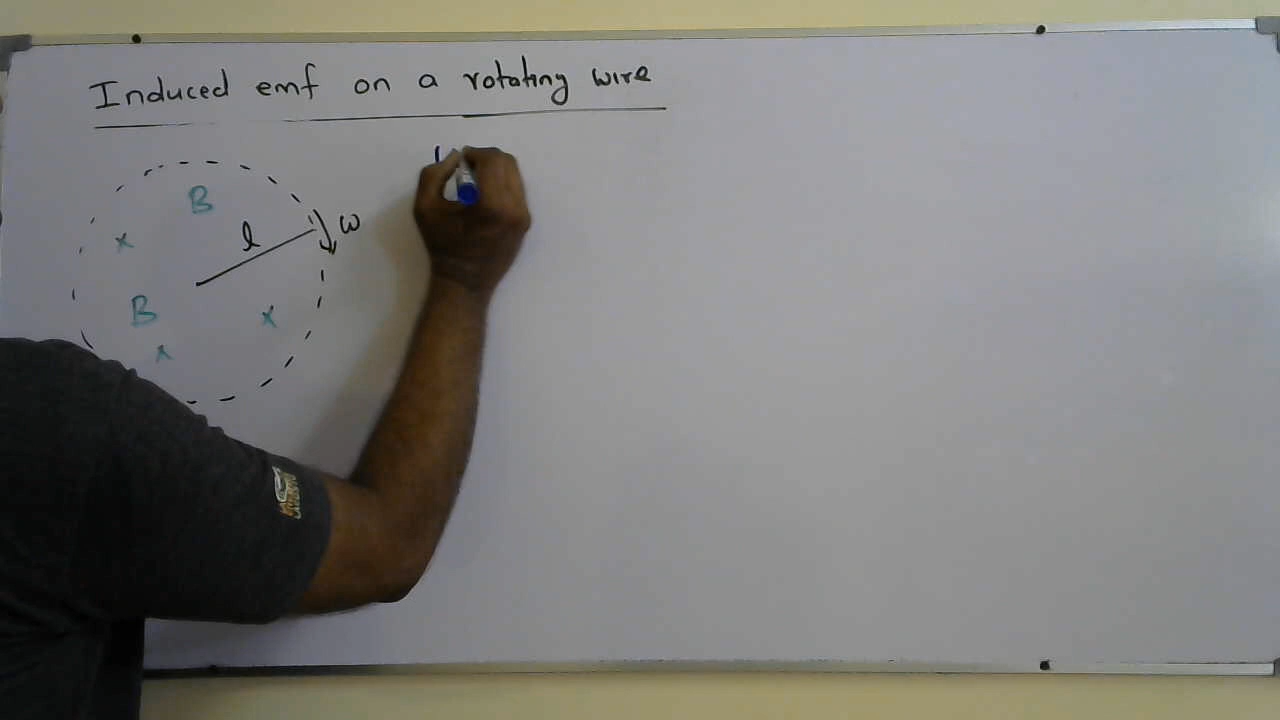 Induced emf on a rotating wire
B
l
ω
x
B
x
x